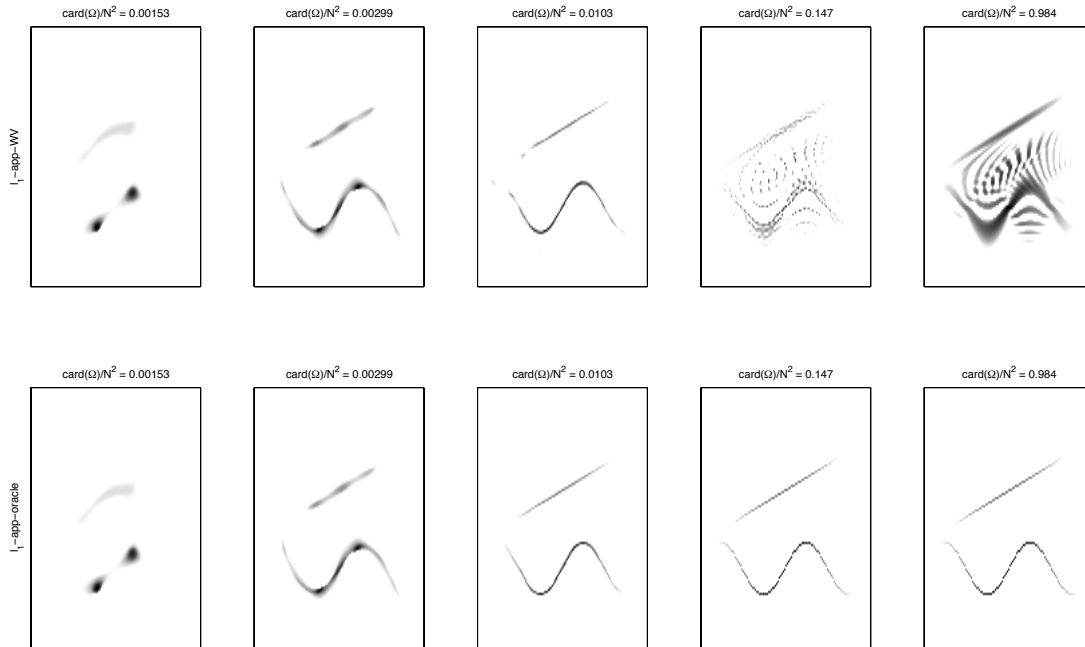 card(Ω)/N² = 0.00153
card(Ω)/N² = 0.00299
card(Ω)/N² = 0.0103
card(Ω)/N² = 0.147
card(Ω)/N² = 0.984
l₁−app−WV
card(Ω)/N² = 0.00153
card(Ω)/N² = 0.00299
card(Ω)/N² = 0.0103
card(Ω)/N² = 0.147
card(Ω)/N² = 0.984
l₁−app−oracle